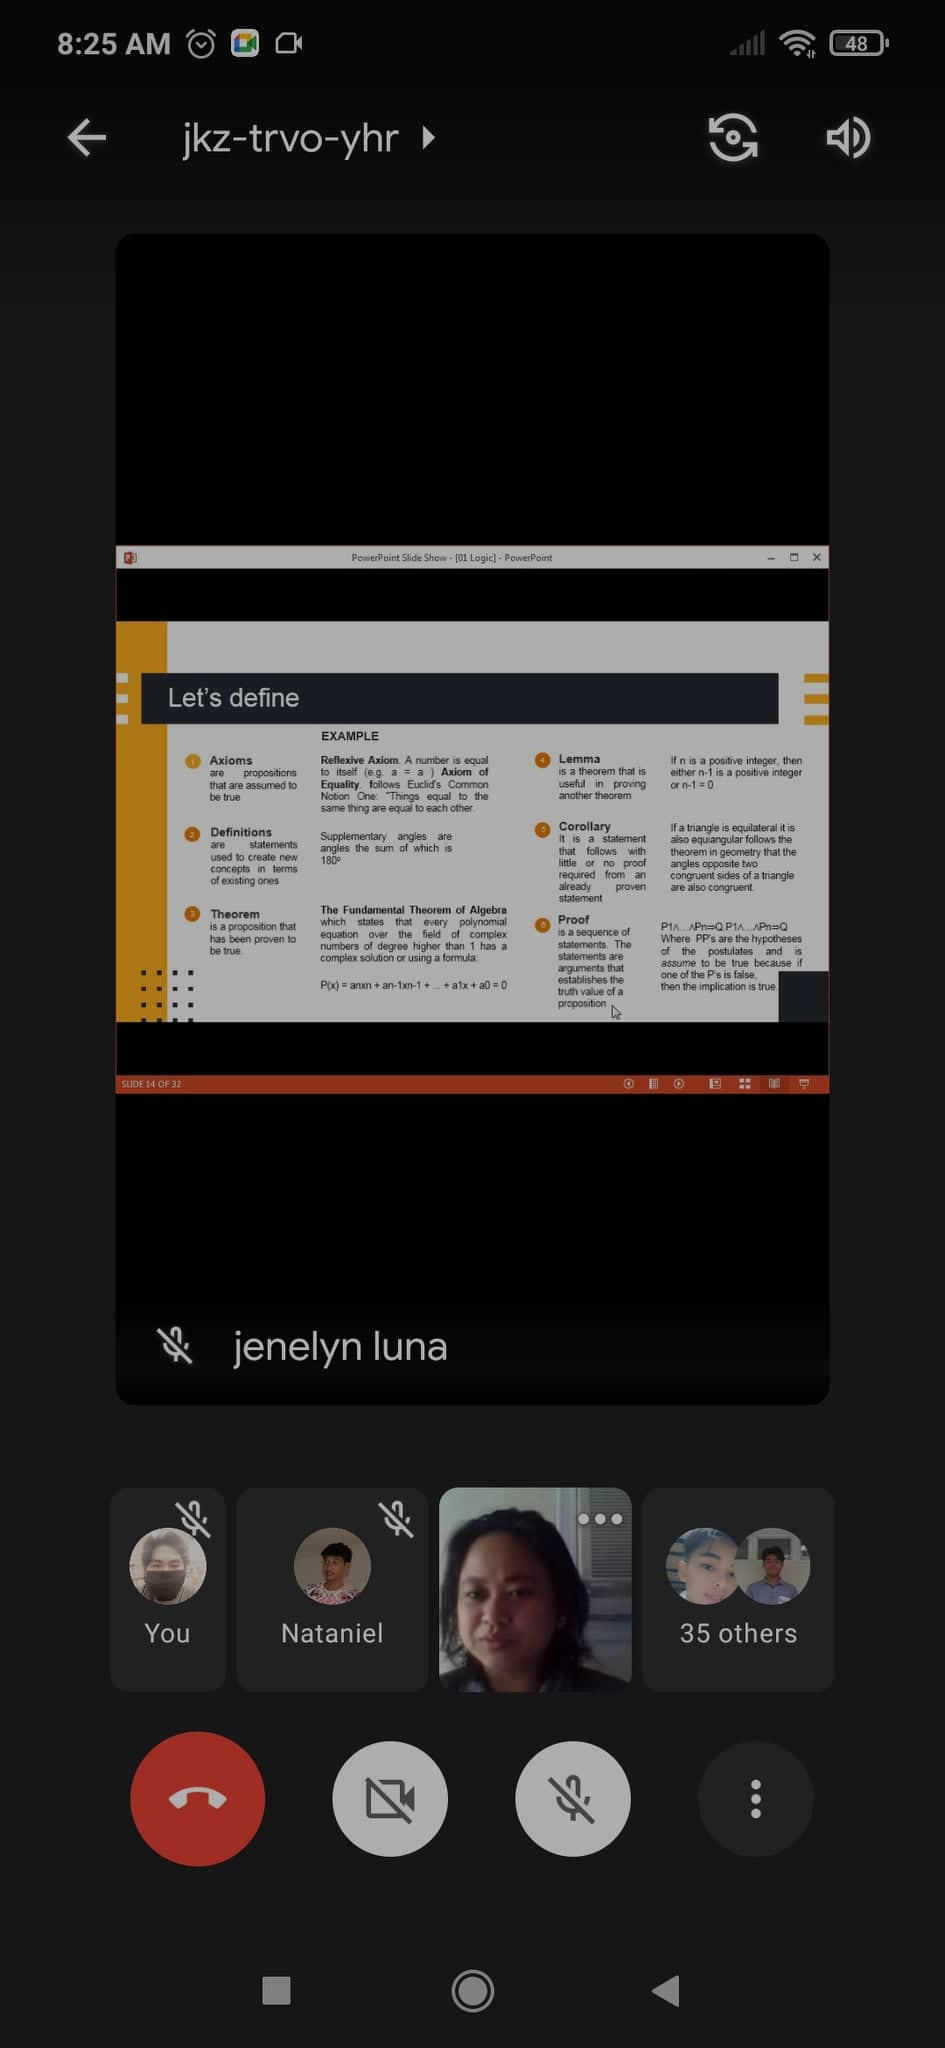 8:25 AM
48
jkz-trvo-yhr
PowerPoint Slide Show - [01 Logic] - PowerPoint
Let's define
EXAMPLE
1
Axioms
are propositions
that are assumed to
be true
Reflexive Axiom. A number is equal
to itself (e.g. a = a ) Axiom of
Equality. follows Euclid's Common
Notion One: "Things equal to the
same thing are equal to each other.
2
Definitions
are statements
used to create new
concepts in terms
of existing ones
Supplementary angles are
angles the sum of which is
180º
3
Theorem
is a proposition that
has been proven to
be true.
The Fundamental Theorem of Algebra
which states that every polynomial
equation over the field of complex
numbers of degree higher than 1 has a
complex solution or using a formula:
P(x) = anxn + an-1xn-1 + ... + a1x + a0 = 0
4
Lemma
is a theorem that is
useful in proving
another theorem
If n is a positive integer, then
either n-1 is a positive integer
or n-1 = 0
5
Corollary
It is a statement
that follows with
little or no proof
required from an
already proven
statement
If a triangle is equilateral it is
also equiangular follows the
theorem in geometry that the
angles opposite two
congruent sides of a triangle
are also congruent.
6
Proof
is a sequence of
statements. The
statements are
arguments that
establishes the
truth value of a
proposition
P1∧...∧Pn⇒Q.P1∧...∧Pn⇒Q
Where PP's are the hypotheses
of the postulates and is
assume to be true because if
one of the P's is false,
then the implication is true.
SLIDE 14 OF 32
jenelyn luna
You
Nataniel
35 others